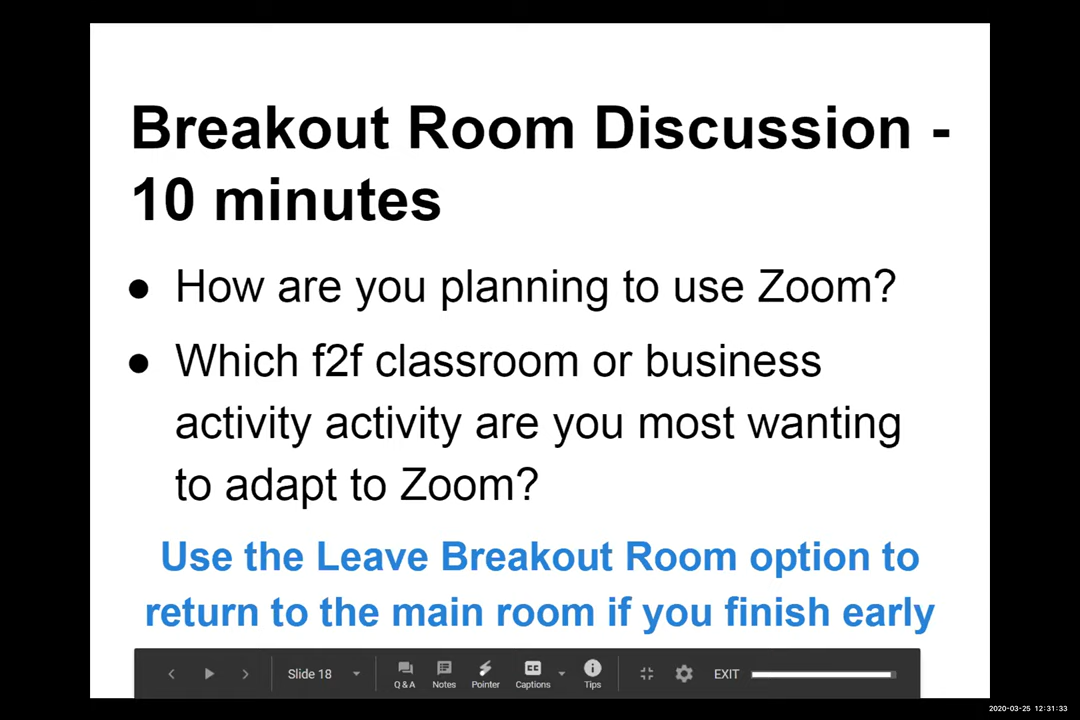 Breakout Room Discussion -
10 minutes
● How are you planning to use Zoom?
● Which f2f classroom or business
activity activity are you most wanting
to adapt to Zoom?
Use the Leave Breakout Room option to
return to the main room if you finish early
Slide 18 Q & A Notes Pointer CC Captions Tips EXIT
2020-03-25 12:31:33